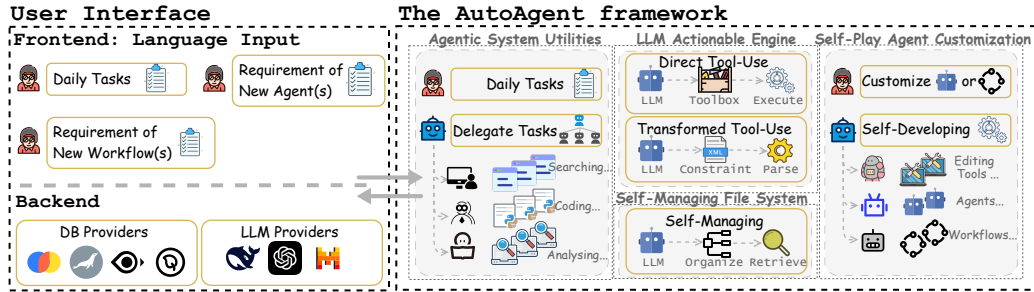 User Interface
Frontend: Language Input
Daily Tasks
Requirement of
New Agent(s)
Requirement of
New Workflow(s)
Backend
DB Providers
LLM Providers
The AutoAgent framework
Agentic System Utilities
Daily Tasks
Delegate Tasks
Searching...
Coding...
Analysing...
LLM Actionable Engine
Direct Tool-Use
LLM Toolbox Execute
Transformed Tool-Use
XML
LLM Constraint Parse
Self-Managing File System
Self-Managing
LLM Organize Retrieve
Self-Play Agent Customization
Customize or
Self-Developing
Editing
Tools ...
Agents...
Workflows...